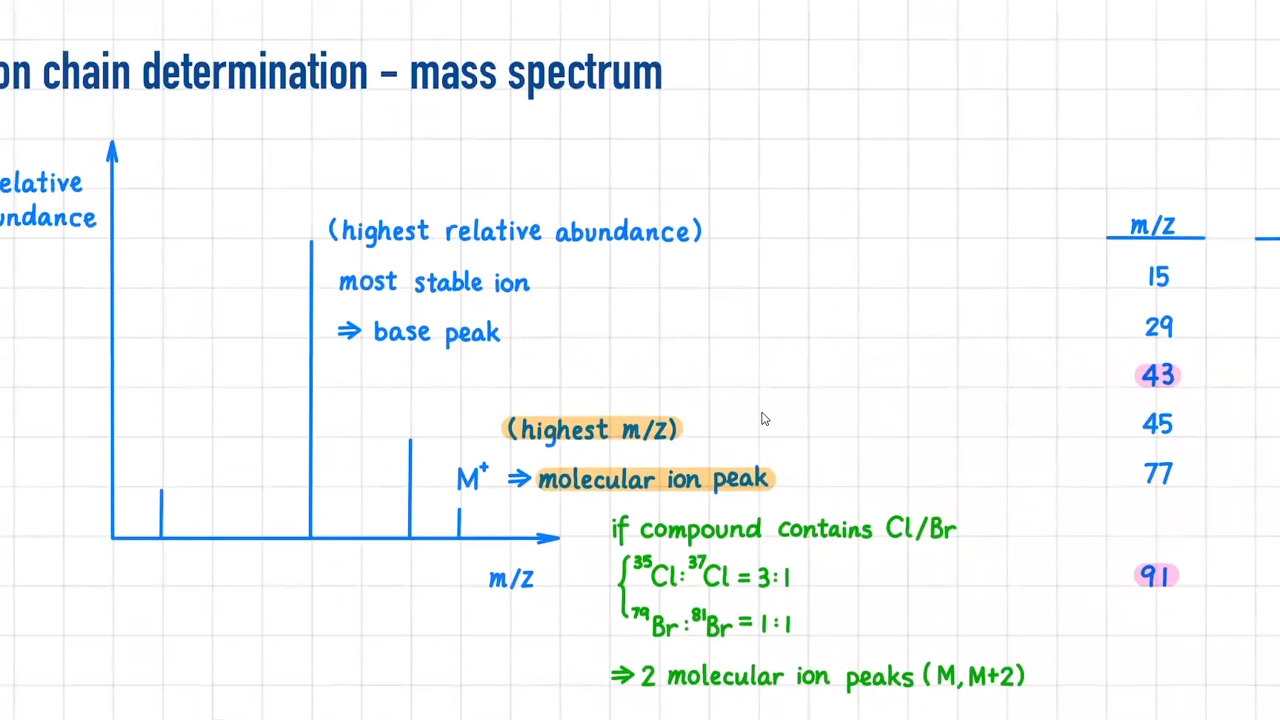 on chain determination - mass spectrum
elative
undance
(highest relative abundance)
most stable ion
⇒ base peak
(highest m/z)
M⁺ ⇒ molecular ion peak
m/z
if compound contains Cl/Br
³⁵Cl : ³⁷Cl = 3:1
⁷⁹Br : ⁸¹Br = 1:1
⇒ 2 molecular ion peaks (M, M+2)
m/z
15
29
43
45
77
91